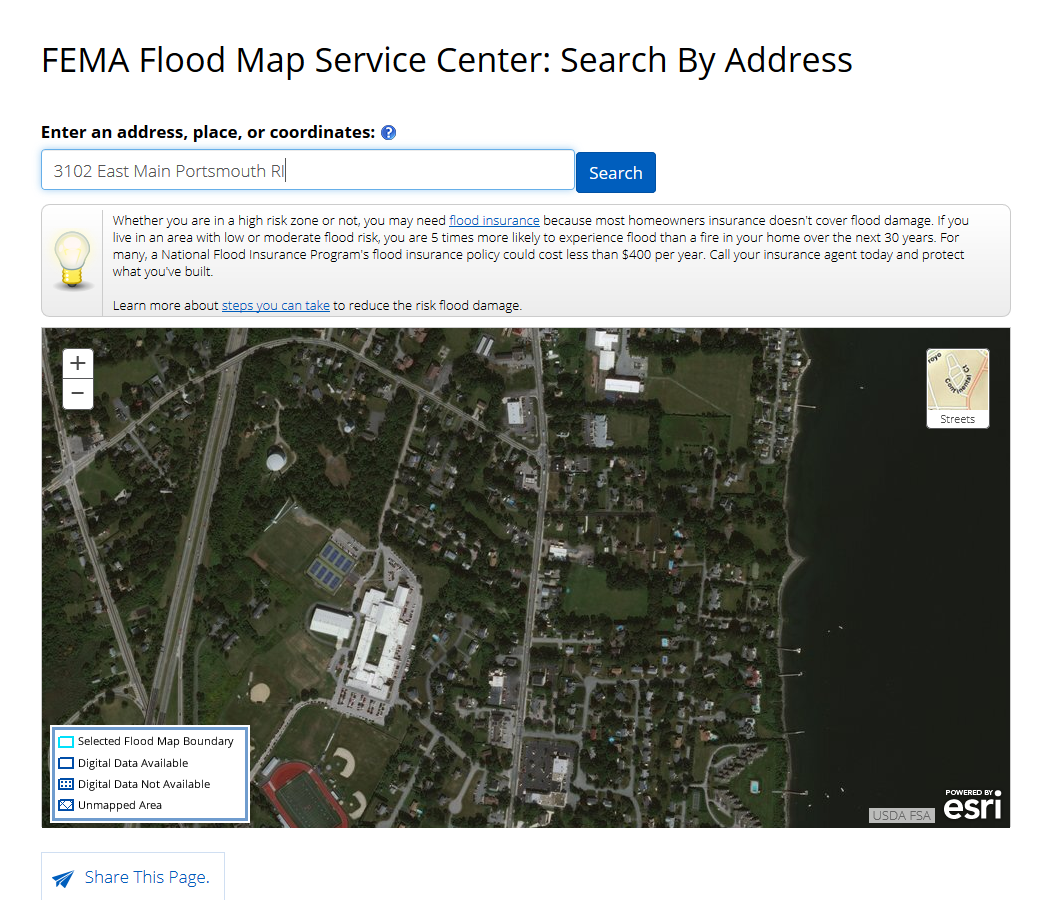 FEMA Flood Map Service Center: Search By Address
Enter an address, place, or coordinates: ?
3102 East Main Portsmouth RI
Search
Whether you are in a high risk zone or not, you may need flood insurance because most homeowners insurance doesn't cover flood damage. If you
live in an area with low or moderate flood risk, you are 5 times more likely to experience flood than a fire in your home over the next 30 years. For
many, a National Flood Insurance Program's flood insurance policy could cost less than $400 per year. Call your insurance agent today and protect
what you've built.
Learn more about steps you can take to reduce the risk flood damage.
+
−
royo
Continental
Ct
Streets
Selected Flood Map Boundary
Digital Data Available
Digital Data Not Available
Unmapped Area
USDA FSA
POWERED BY
esri
Share This Page.